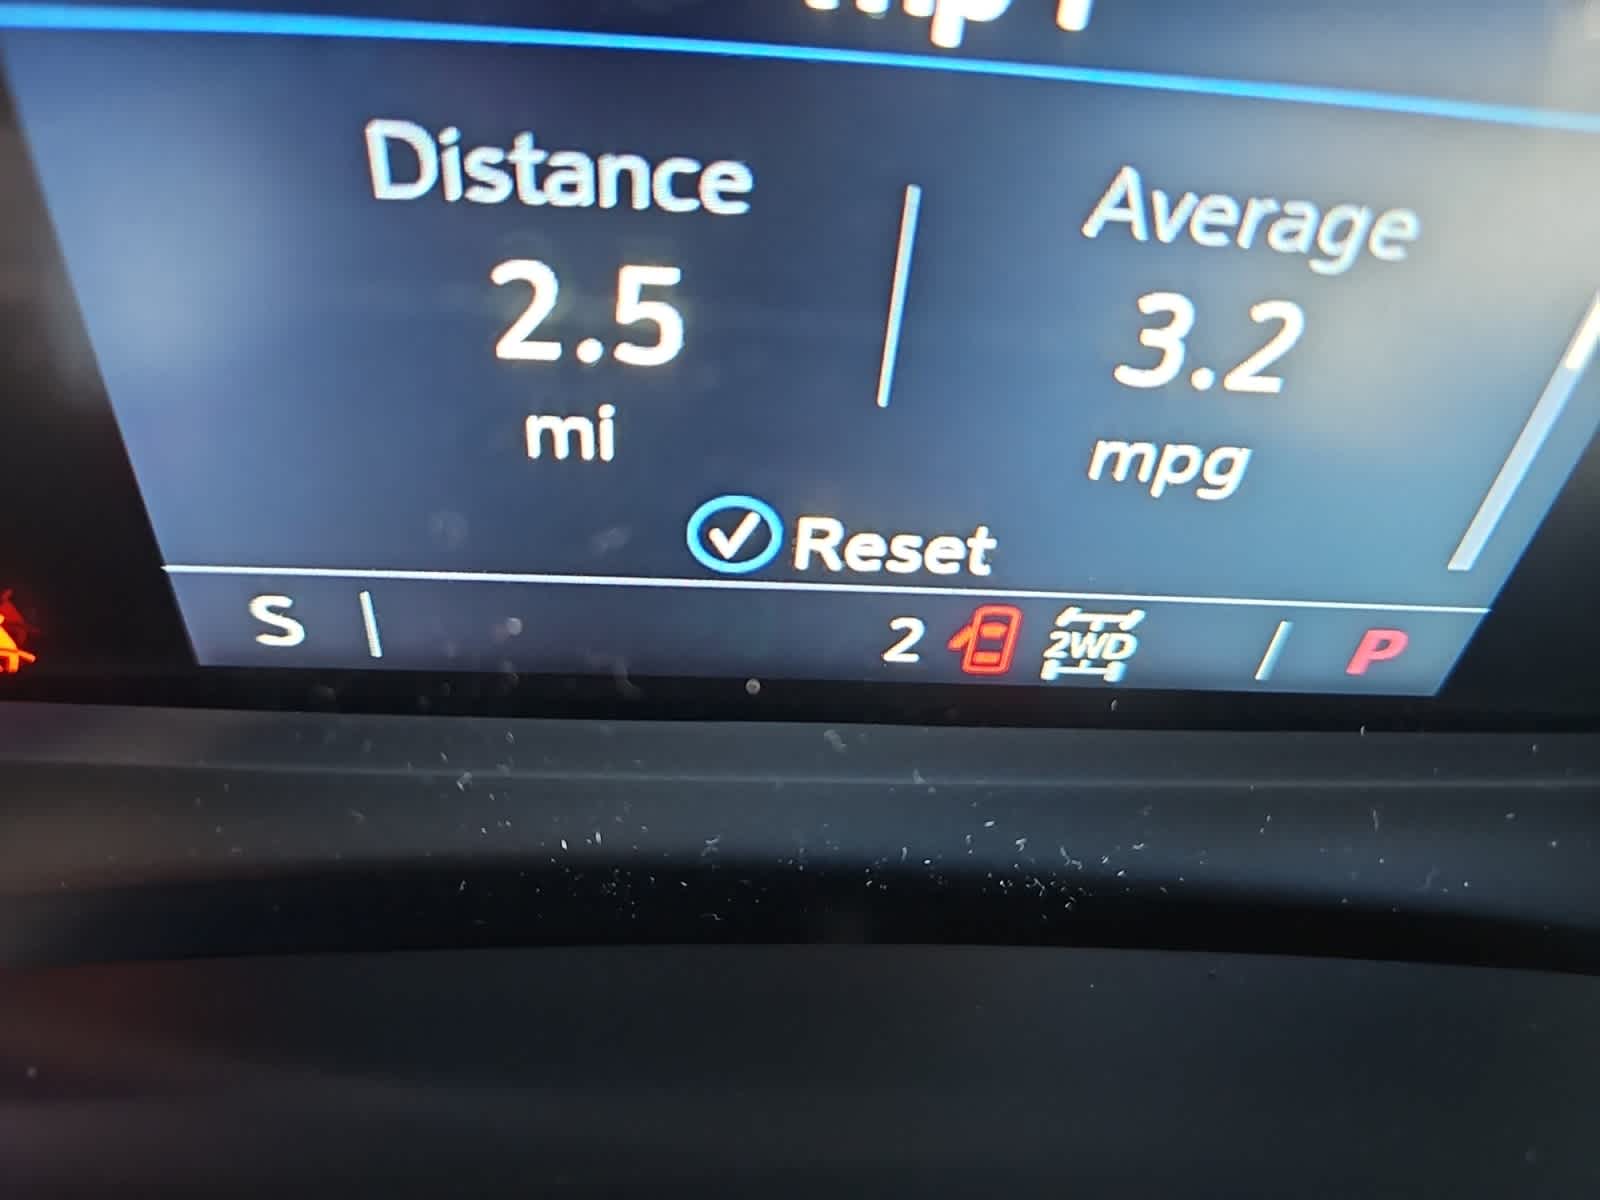 Distance
Average
2.5
3.2
mi
mpg
Reset
S
2
2WD
P